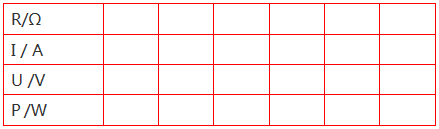 R/Ω
I / A
U /V
P /W